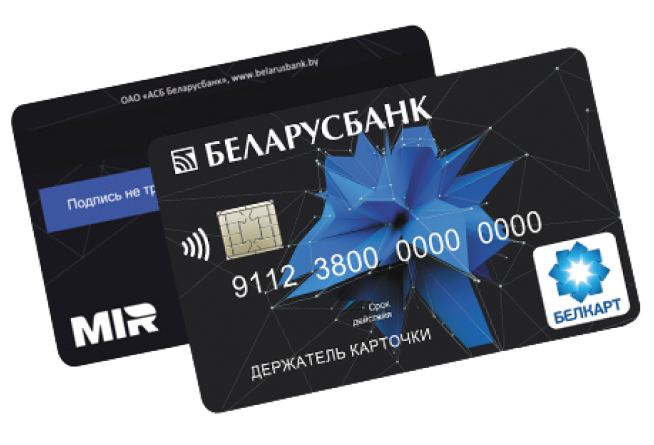 ОАО «АСБ Беларусбанк», www.belarusbank.by
Подпись не тр
MIR
БЕЛАРУСБАНК
9112 3800 0000 0000
Срок
действия
ДЕРЖАТЕЛЬ КАРТОЧКИ
БЕЛКАРТ